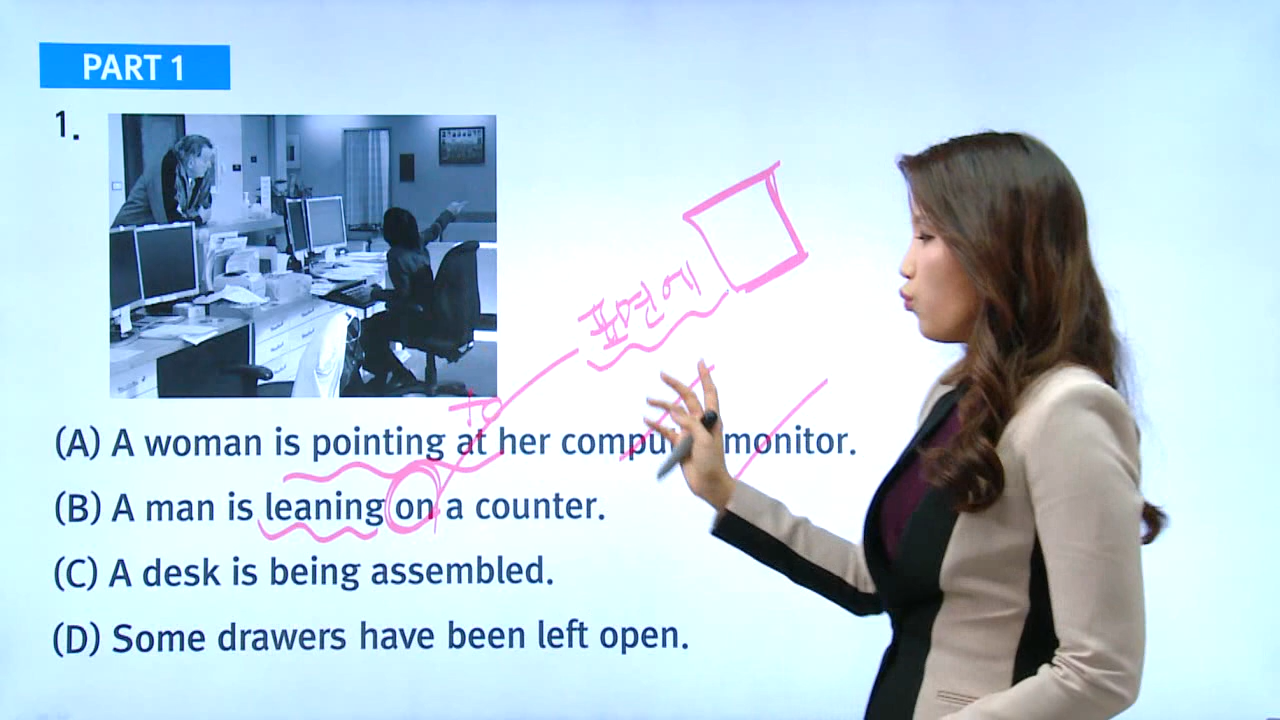 PART 1
1.
표면에
(A) A woman is pointing at her monitor.
(B) A man is leaning on a counter.
(C) A desk is being assembled.
(D) Some drawers have been left open.